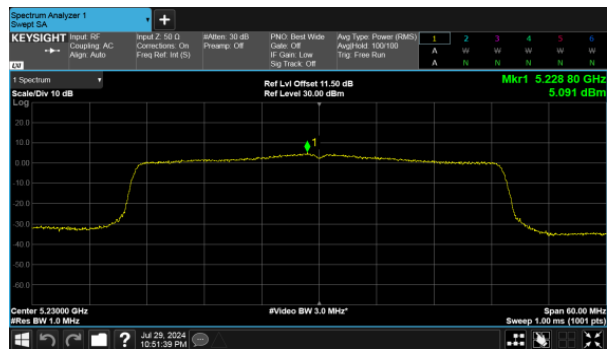 Spectrum Analyzer 1
Swept SA
+
KEYSIGHT
Input: RF
Coupling: AC
Align: Auto
Input Z: 50 Ω
Corrections: On
Freq Ref: Int (S)
#Atten: 30 dB
Preamp: Off
PNO: Best Wide
Gate: Off
IF Gain: Low
Sig Track: Off
Avg Type: Power (RMS)
Avg|Hold: 100/100
Trig: Free Run
1 2 3 4 5 6
A W W W W W
A N N N N N
LXI
1 Spectrum
Scale/Div 10 dB
Ref Lvl Offset 11.50 dB
Ref Level 30.00 dBm
Mkr1 5.228 80 GHz
5.091 dBm
Log
20.0
10.0
0.00
-10.0
-20.0
-30.0
-40.0
-50.0
-60.0
1
Center 5.23000 GHz
#Res BW 1.0 MHz
#Video BW 3.0 MHz*
Span 60.00 MHz
Sweep 1.00 ms (1001 pts)
?
Jul 29, 2024
10:51:39 PM